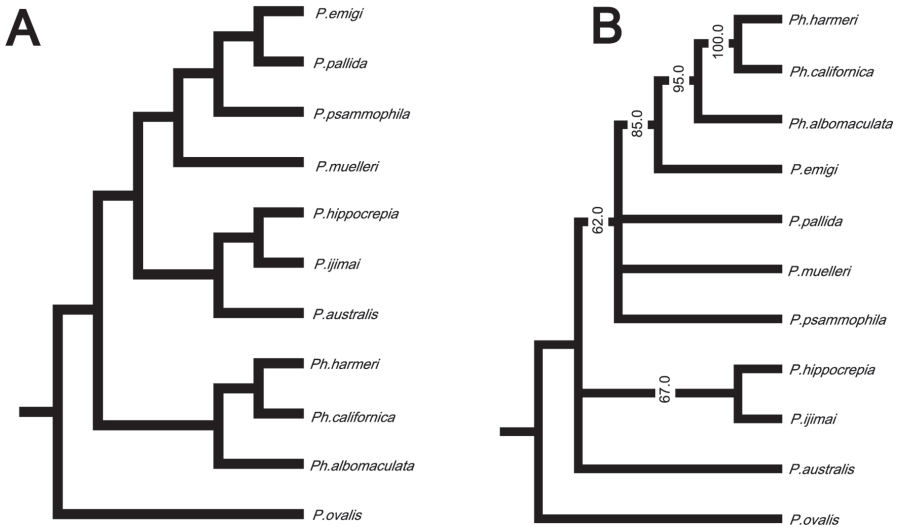 A
P.emigi
P.pallida
P.psammophila
P.muelleri
P.hippocrepia
P.ijimai
P.australis
Ph.harmeri
Ph.californica
Ph.albomaculata
P.ovalis
B
Ph.harmeri
100.0
Ph.californica
95.0
Ph.albomaculata
85.0
P.emigi
62.0
P.pallida
P.muelleri
P.psammophila
P.hippocrepia
67.0
P.ijimai
P.australis
P.ovalis